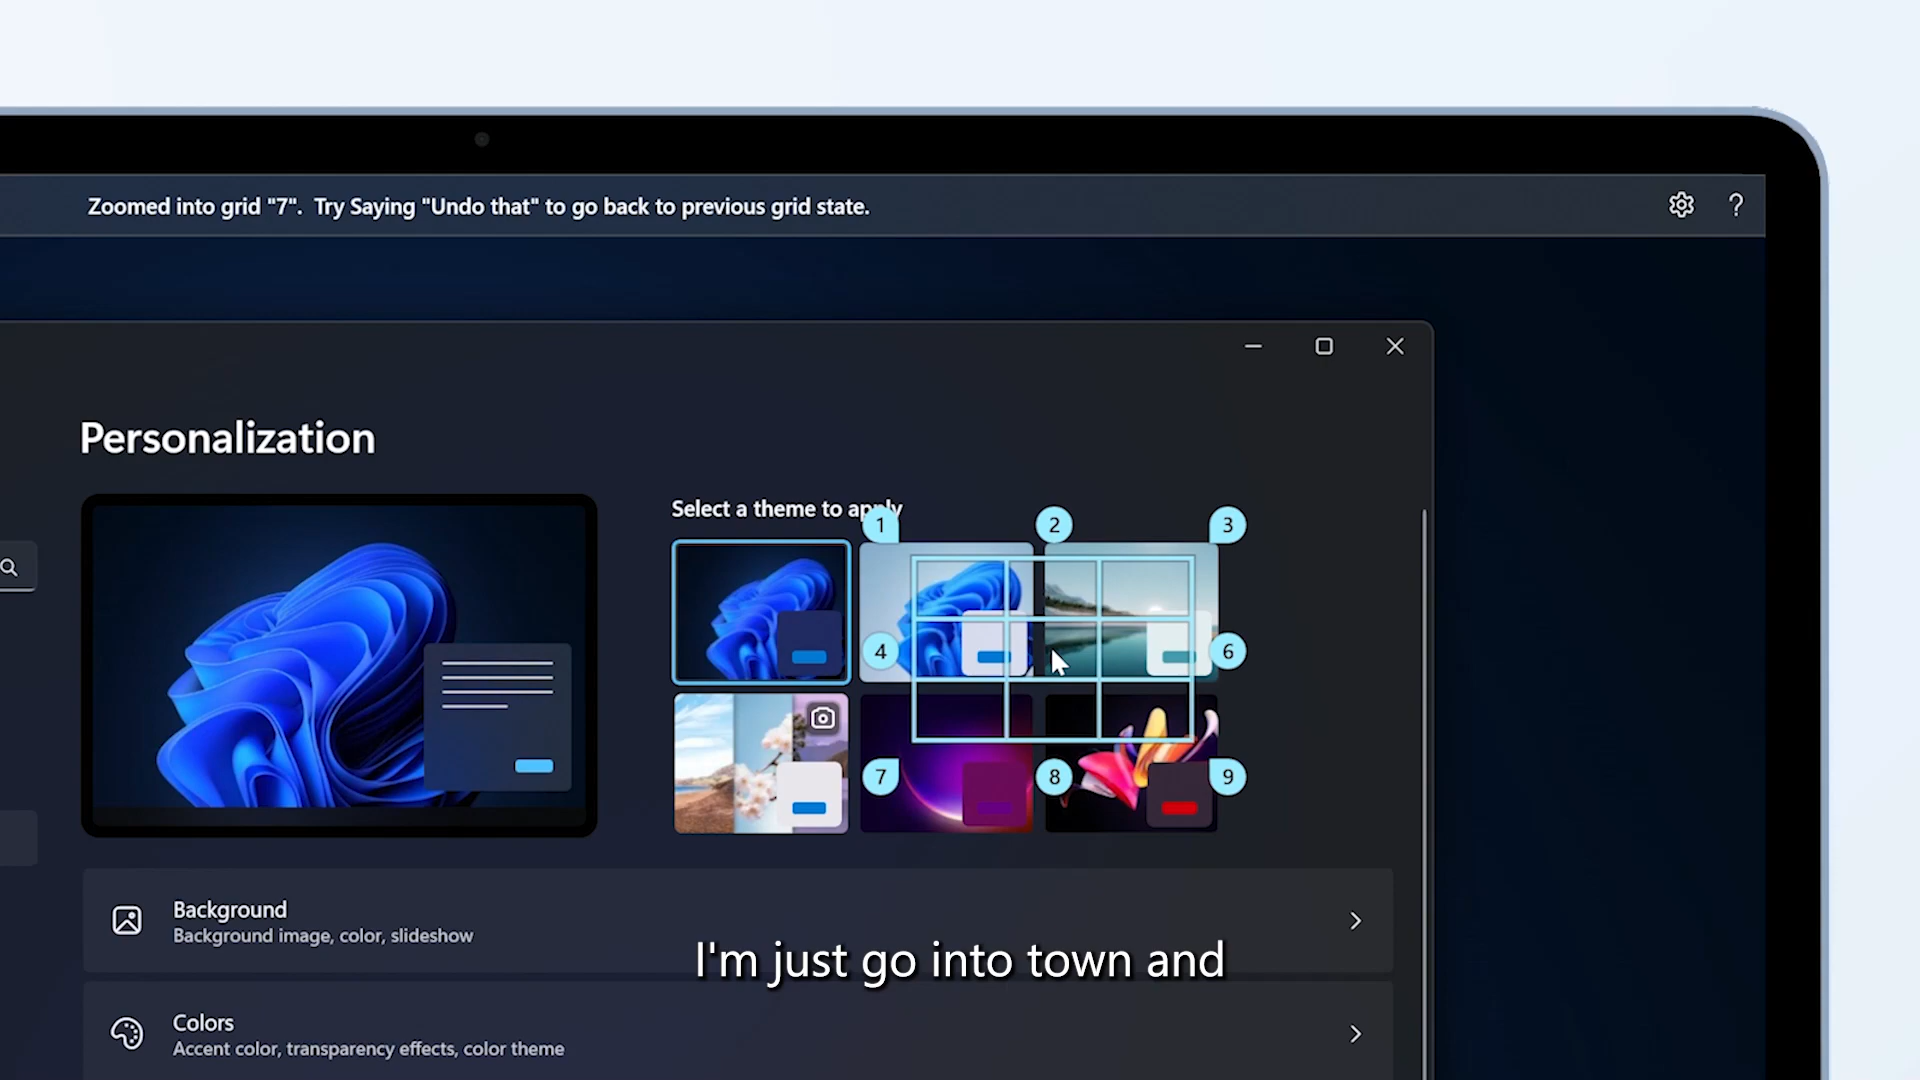 Zoomed into grid "7". Try Saying "Undo that" to go back to previous grid state.
?
Personalization
Select a theme to apply
1 2 3
4 6
7 8 9
Background
Background image, color, slideshow
I'm just go into town and
Colors
Accent color, transparency effects, color theme